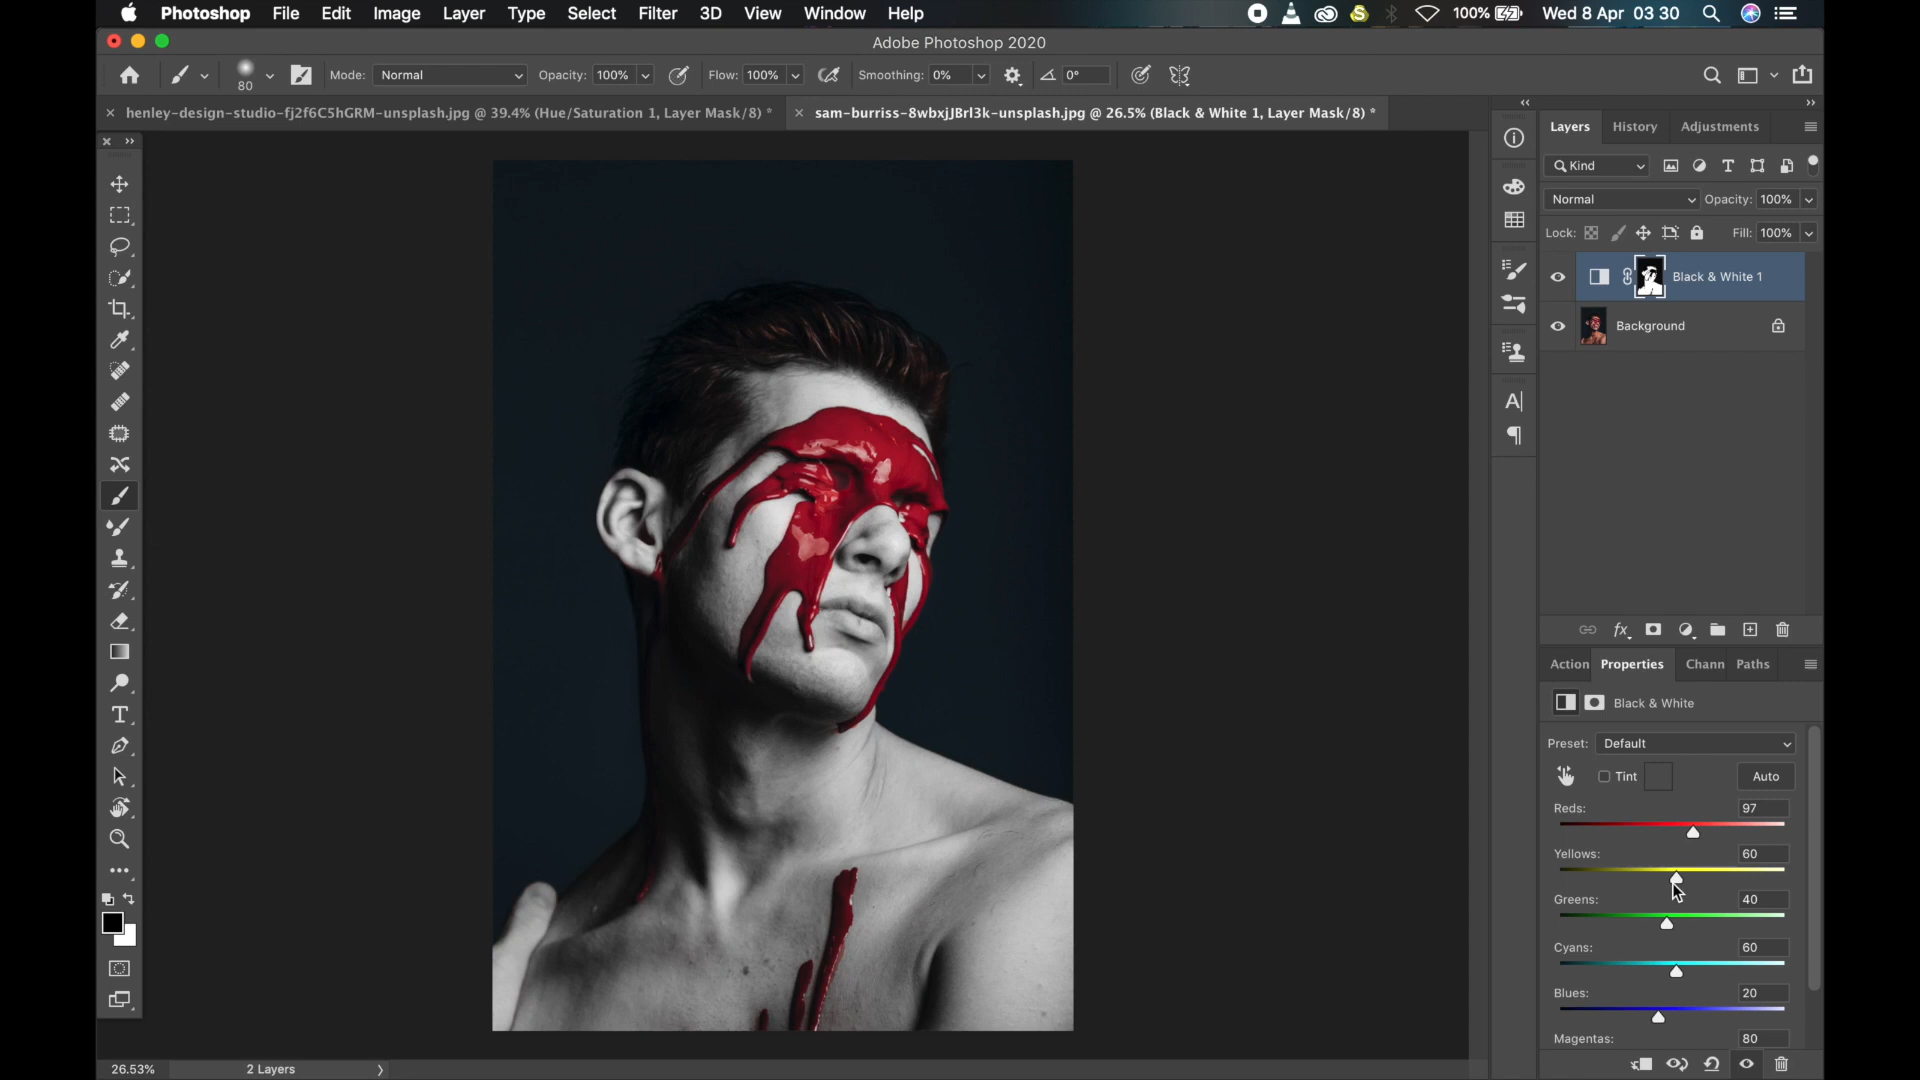 Photoshop File Edit Image Layer Type Select Filter 3D View Window Help 100% Wed 8 Apr 03 30
Adobe Photoshop 2020
80 Mode: Normal Opacity: 100% Flow: 100% Smoothing: 0% 0°
henley-design-studio-fj2f6C5hGRM-unsplash.jpg @ 39.4% (Hue/Saturation 1, Layer Mask/8) *
sam-burriss-8wbxjJBrl3k-unsplash.jpg @ 26.5% (Black & White 1, Layer Mask/8) *
Layers History Adjustments
Kind
Normal Opacity: 100%
Lock: Fill: 100%
Black & White 1
Background
fx
Action Properties Chann Paths
Black & White
Preset: Default
Tint Auto
Reds: 97
Yellows: 60
Greens: 40
Cyans: 60
Blues: 20
Magentas: 80
26.53% 2 Layers